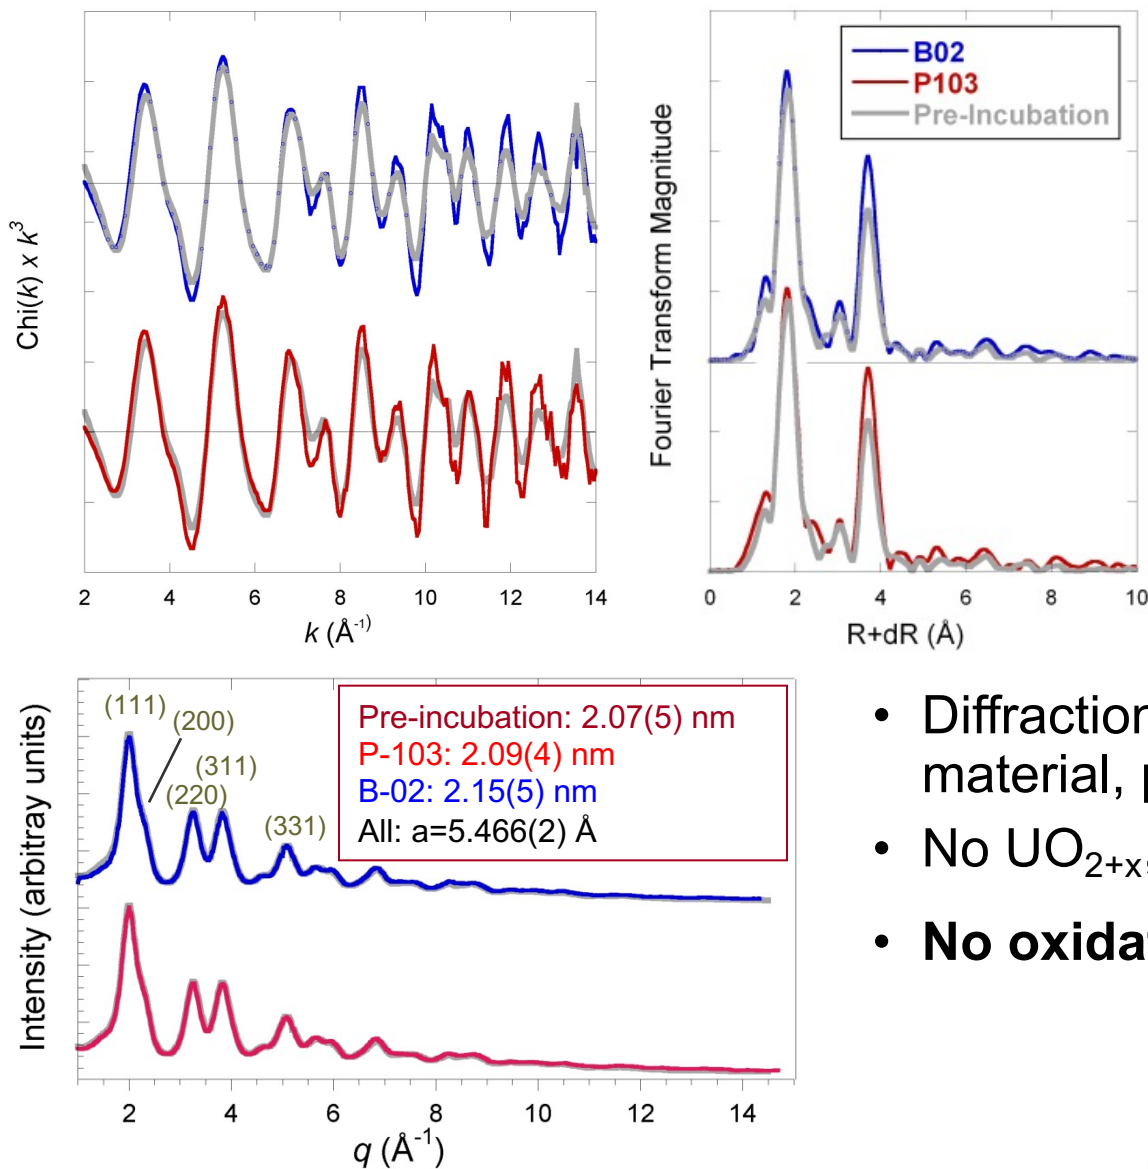 Chi(k) x k³
2 4 6 8 10 12 14
k (Å⁻¹)
B02
P103
Pre-Incubation
Fourier Transform Magnitude
0 2 4 6 8 10
R+dR (Å)
Intensity (arbitray units)
(111)
(200)
(311)
(220)
(331)
Pre-incubation: 2.07(5) nm
P-103: 2.09(4) nm
B-02: 2.15(5) nm
All: a=5.466(2) Å
2 4 6 8 10 12 14
q (Å⁻¹)
• Diffraction
material, p
• No UO₂₊ₓ
• No oxida